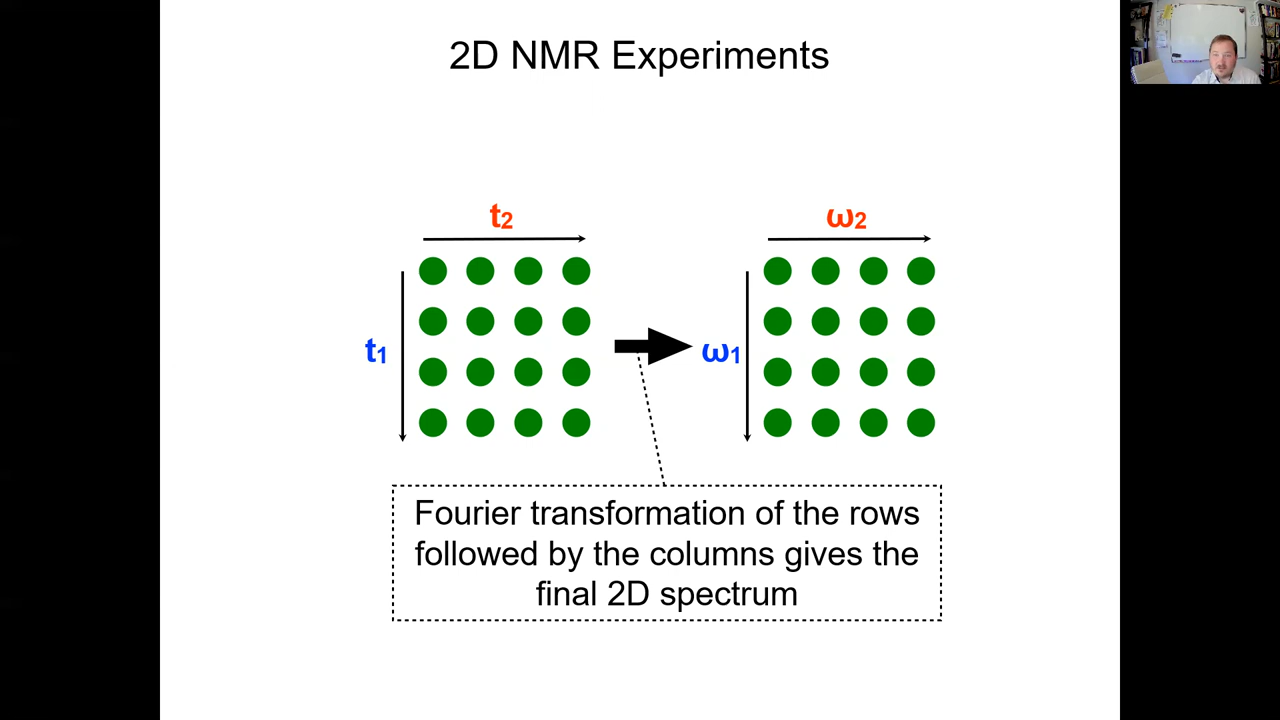 2D NMR Experiments
t2
ω2
t1
ω1
Fourier transformation of the rows
followed by the columns gives the
final 2D spectrum